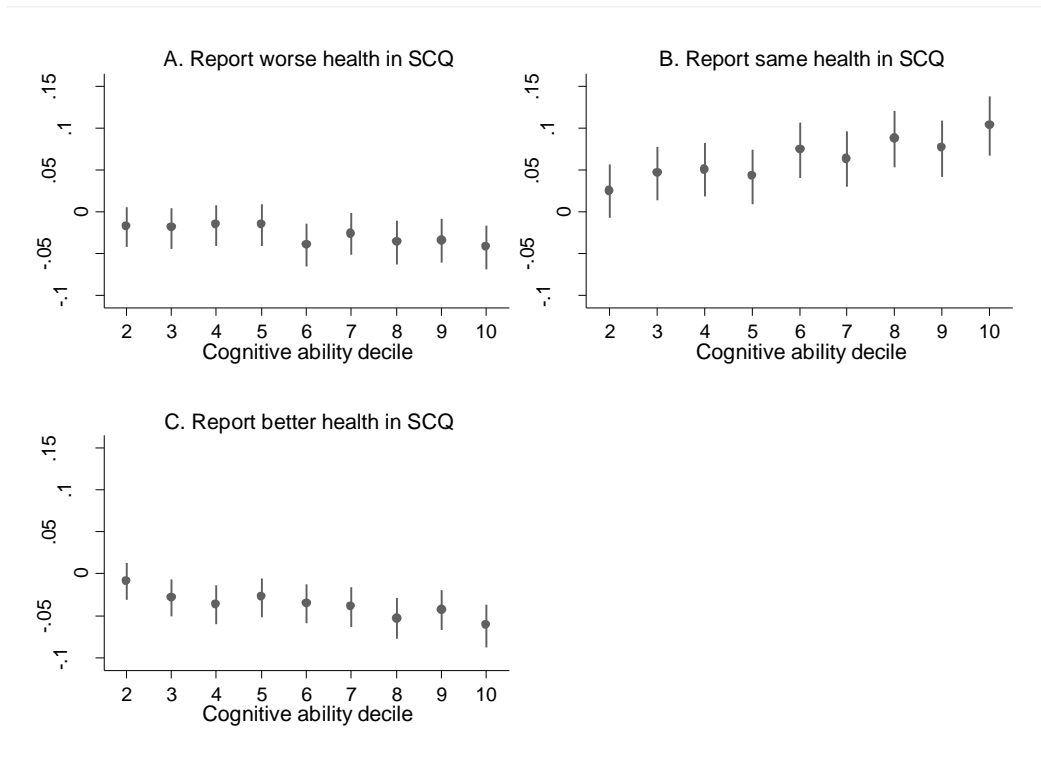 A. Report worse health in SCQ
.15
.1
.05
0
-.05
-.1
2 3 4 5 6 7 8 9 10
Cognitive ability decile
B. Report same health in SCQ
.15
.1
.05
0
-.05
-.1
2 3 4 5 6 7 8 9 10
Cognitive ability decile
C. Report better health in SCQ
.15
.1
.05
0
-.05
-.1
2 3 4 5 6 7 8 9 10
Cognitive ability decile